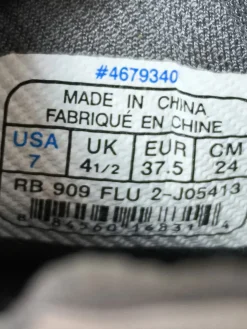 #4679340
MADE IN CHINA
FABRIQUÉ EN CHINE
USA UK EUR CM
7 4 1/2 37.5 24
RB 909 FLU 2-J05413